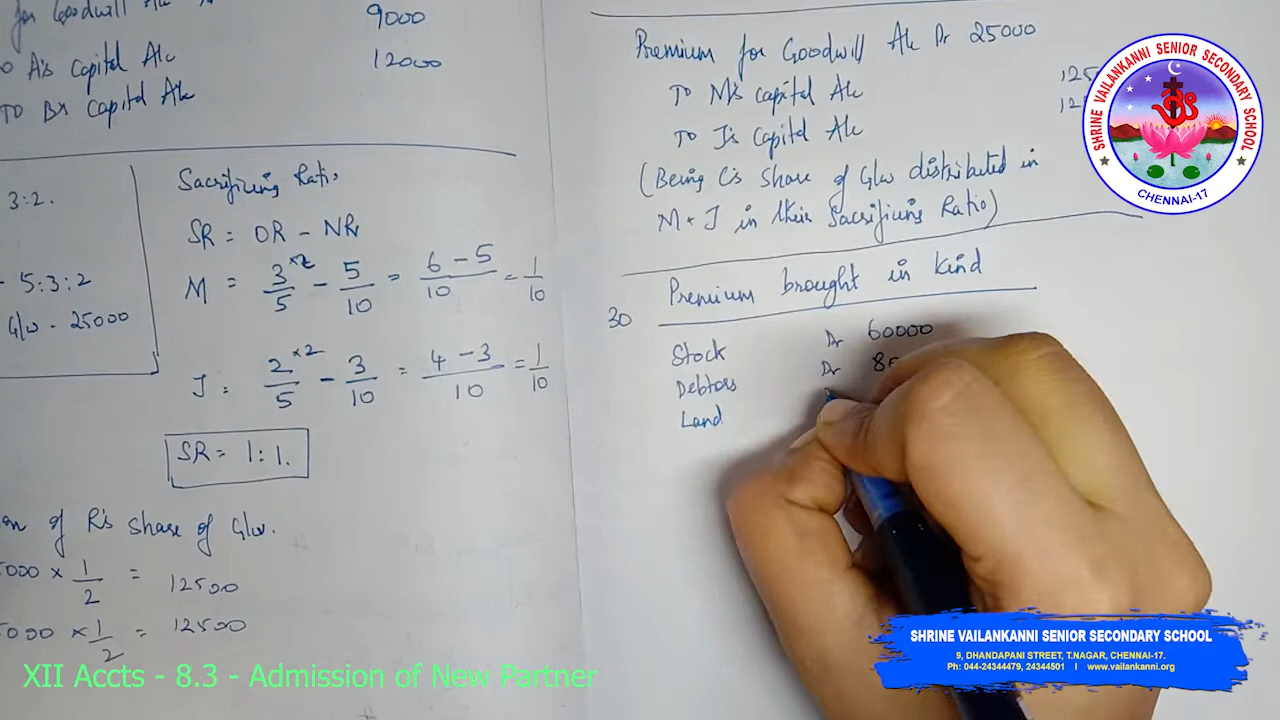 for Goodwill A/c
9000
A's Capital A/c
12000
To B's Capital A/c
3:2.
5:3:2
G/w - 25000
Sacrificing Ratio
SR = OR - NR
M = 3/5 ×2 - 5/10 = 6 - 5/10 = 1/10
J = 2/5 ×2 - 3/10 = 4 - 3/10 = 1/10
SR = 1:1.
of R's share of G/w.
5000 × 1/2 = 12500
5000 × 1/2 = 12500
Premium for Goodwill A/c Dr 25000
To M's Capital A/c
To J's Capital A/c
(Being C's share of G/w distributed in
M + J in their Sacrificing Ratio)
30
Premium brought in Kind
Stock Dr 60000
Debtors Dr
Land
SHRINE VAILANKANNI SENIOR SECONDARY SCHOOL
CHENNAI-17
SHRINE VAILANKANNI SENIOR SECONDARY SCHOOL
9, DHANDAPANI STREET, T.NAGAR, CHENNAI-17.
Ph: 044-24344479, 24344501 I www.vailankanni.org
XII Accts - 8.3 - Admission of New Partner